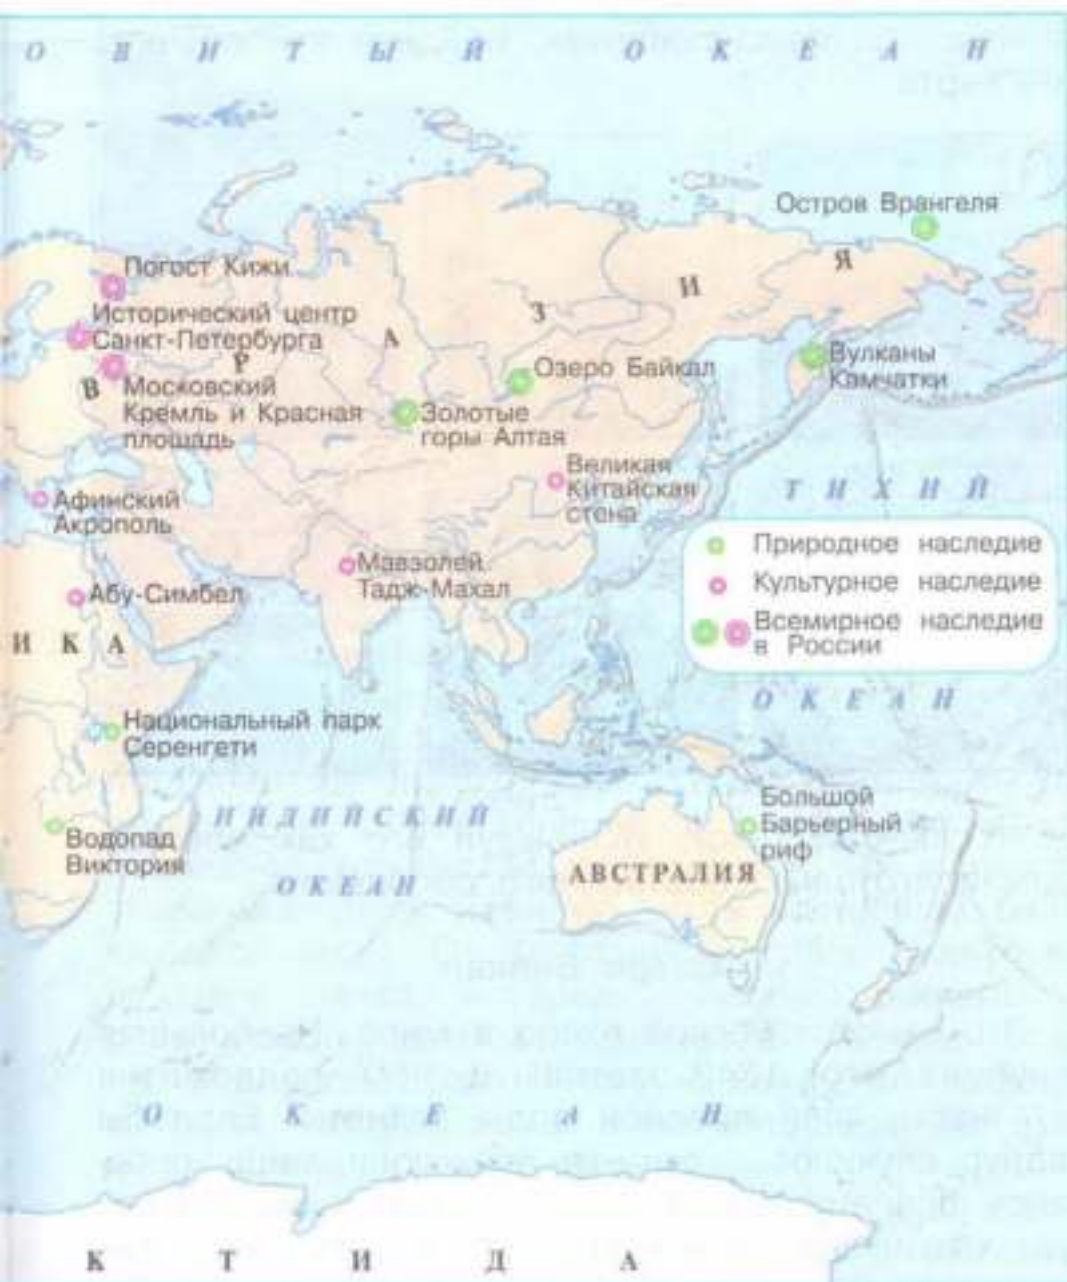 О В И Т Ы Й О К Е А Н
Остров Врангеля
Я
Погост Кижи
И
Исторический центр
Санкт-Петербурга
З
А
Р
В
Озеро Байкал
Вулканы
Камчатки
Московский
Кремль и Красная
площадь
Золотые
горы Алтая
Великая
Китайская
стена
Т И Х И Й
Афинский
Акрополь
Природное наследие
Культурное наследие
Всемирное наследие
в России
Мавзолей
Тадж-Махал
Абу-Симбел
И К А
О К Е А Н
Национальный парк
Серенгети
ИНДИЙСКИЙ
ОКЕАН
Большой
Барьерный
риф
Водопад
Виктория
АВСТРАЛИЯ
О К Е А Н
К Т И Д А